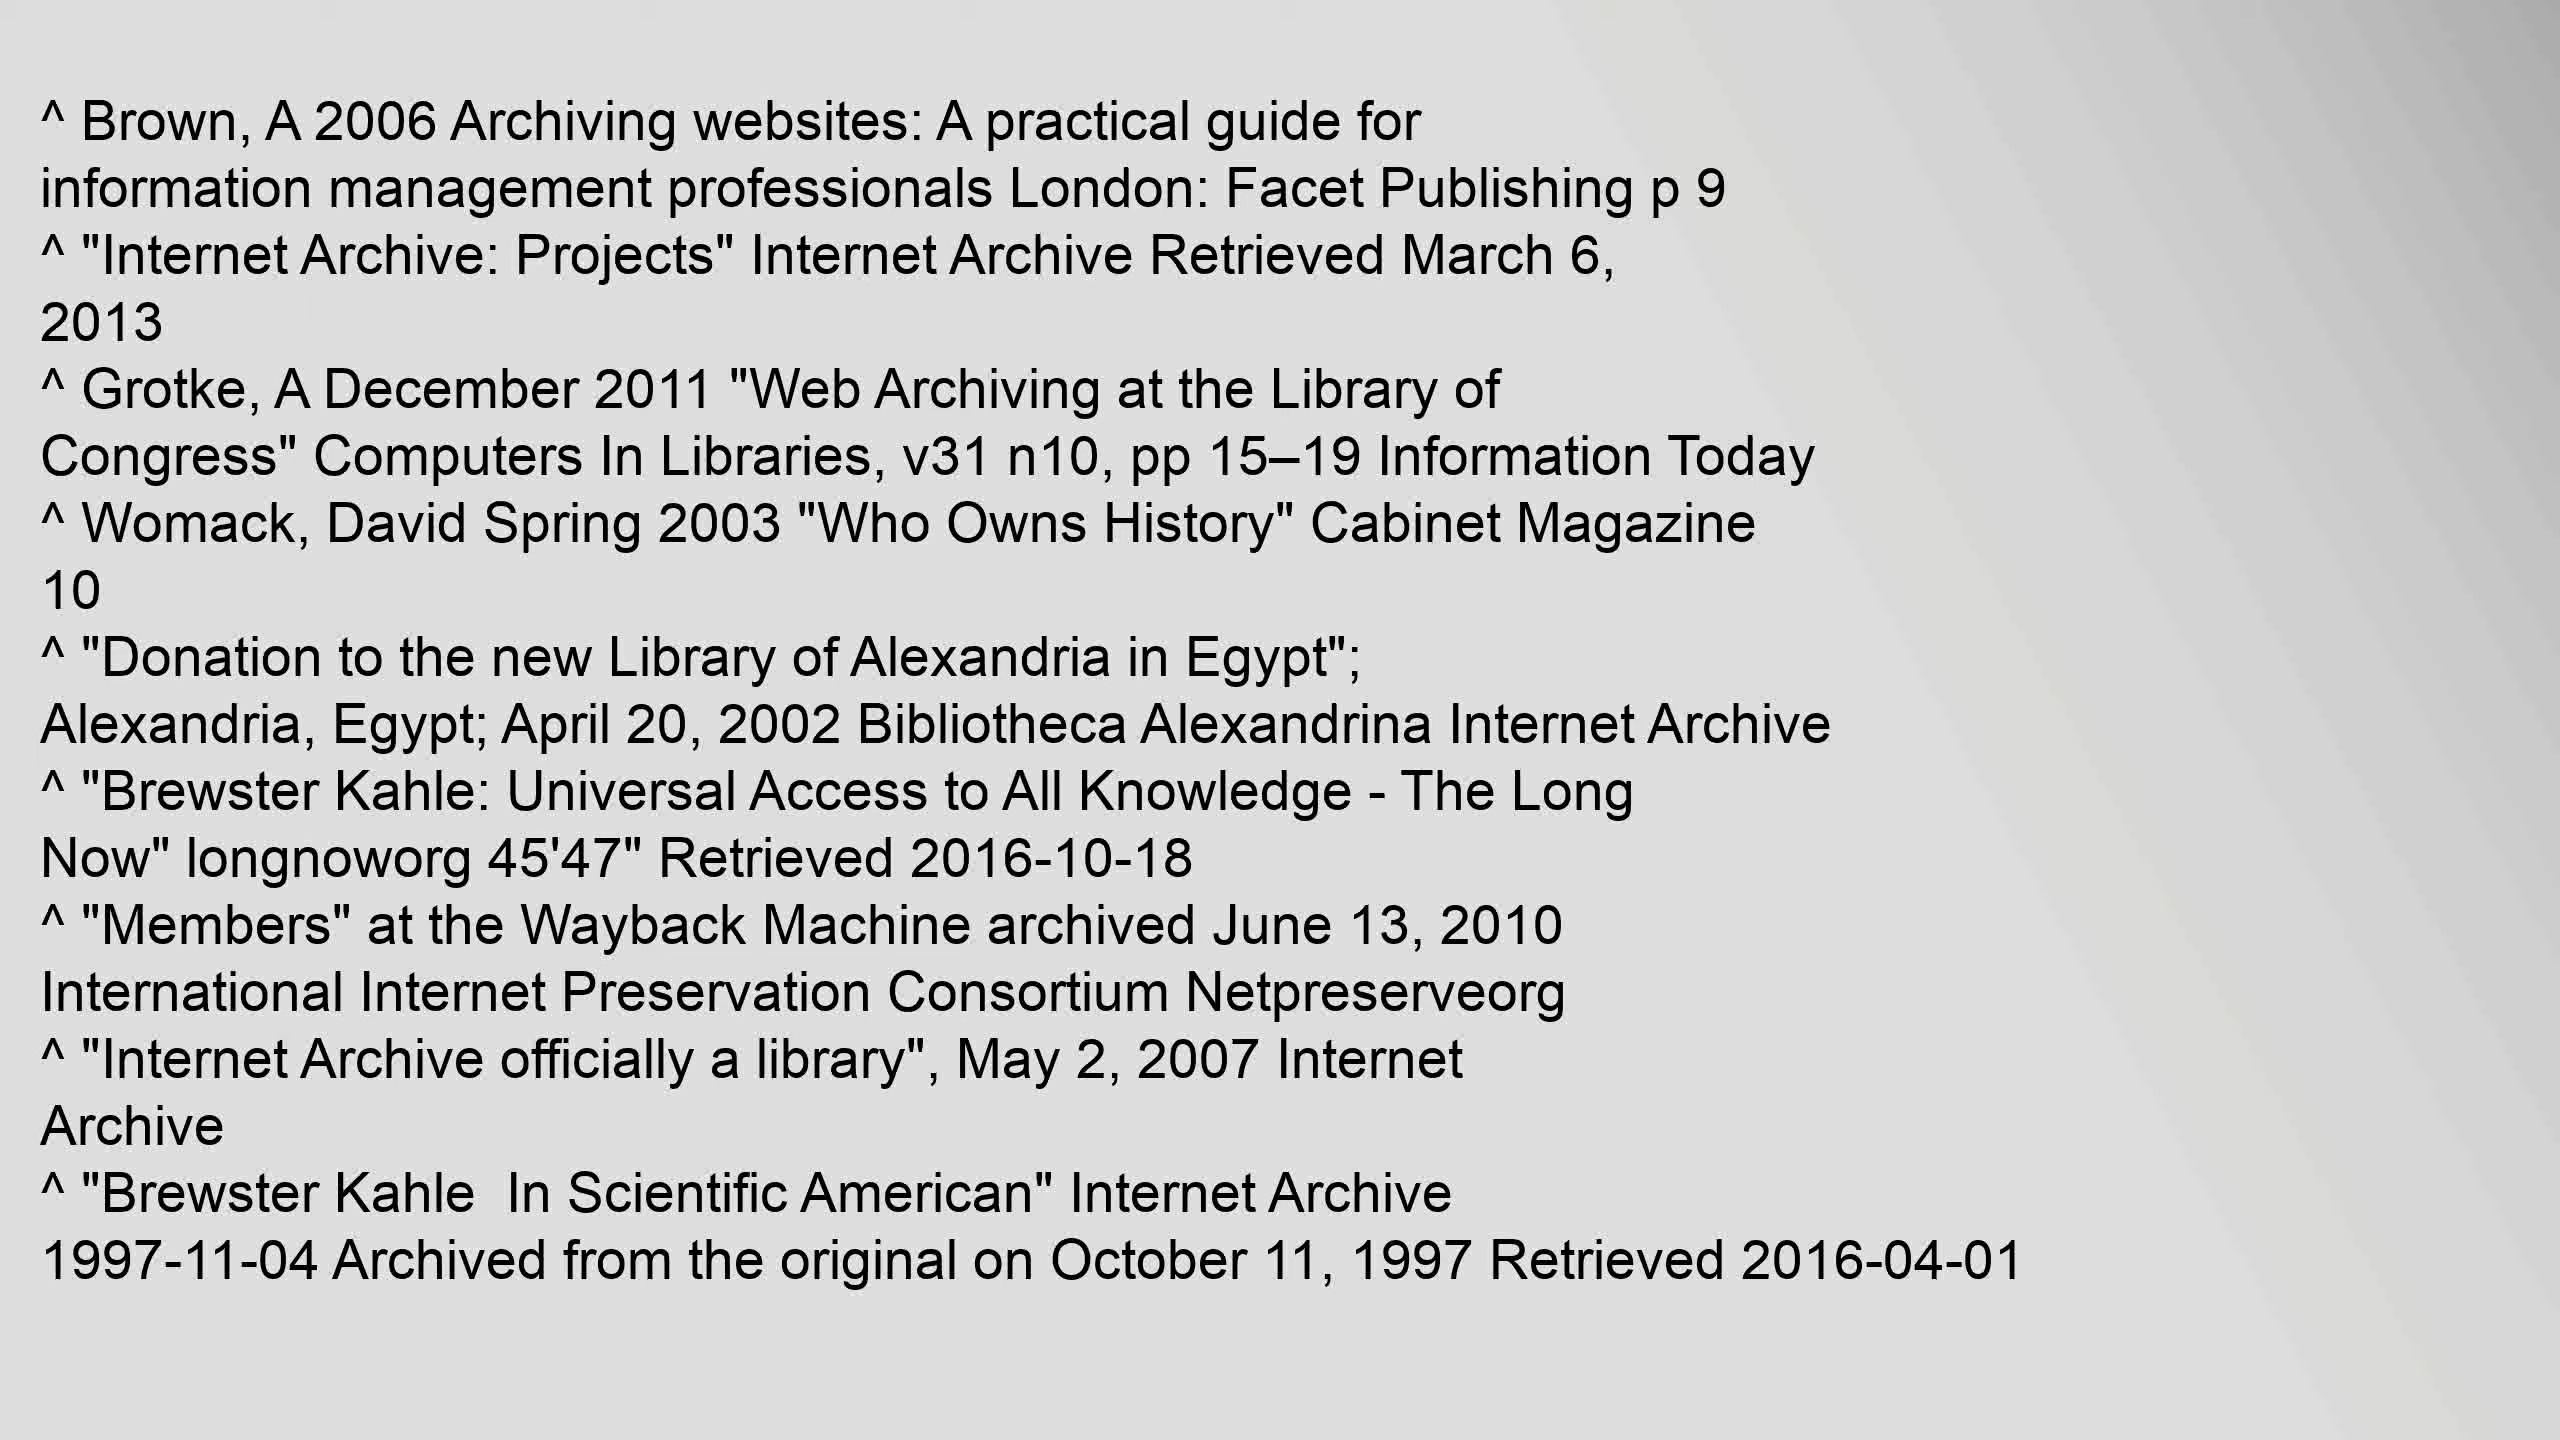 ^ Brown, A 2006 Archiving websites: A practical guide for
information management professionals London: Facet Publishing p 9
^ "Internet Archive: Projects" Internet Archive Retrieved March 6,
2013
^ Grotke, A December 2011 "Web Archiving at the Library of
Congress" Computers In Libraries, v31 n10, pp 15–19 Information Today
^ Womack, David Spring 2003 "Who Owns History" Cabinet Magazine
10
^ "Donation to the new Library of Alexandria in Egypt";
Alexandria, Egypt; April 20, 2002 Bibliotheca Alexandrina Internet Archive
^ "Brewster Kahle: Universal Access to All Knowledge - The Long
Now" longnoworg 45'47" Retrieved 2016-10-18
^ "Members" at the Wayback Machine archived June 13, 2010
International Internet Preservation Consortium Netpreserveorg
^ "Internet Archive officially a library", May 2, 2007 Internet
Archive
^ "Brewster Kahle  In Scientific American" Internet Archive
1997-11-04 Archived from the original on October 11, 1997 Retrieved 2016-04-01